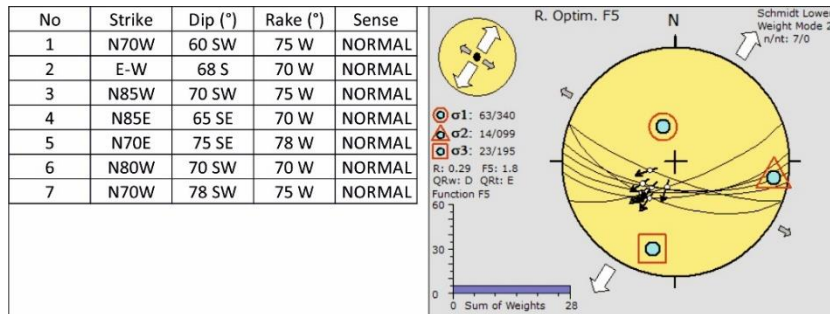 No Strike Dip (°) Rake (°) Sense
1 N70W 60 SW 75 W NORMAL
2 E-W 68 S 70 W NORMAL
3 N85W 70 SW 75 W NORMAL
4 N85E 65 SE 70 W NORMAL
5 N70E 75 SE 78 W NORMAL
6 N80W 70 SW 70 W NORMAL
7 N70W 78 SW 75 W NORMAL
R. Optim. F5
N
Schmidt Lower
Weight Mode 2
n/nt: 7/0
σ1: 63/340
σ2: 14/099
σ3: 23/195
R: 0.29 F5: 1.8
QRw: D QRt: E
Function F5
60
30
0
0 Sum of Weights 28